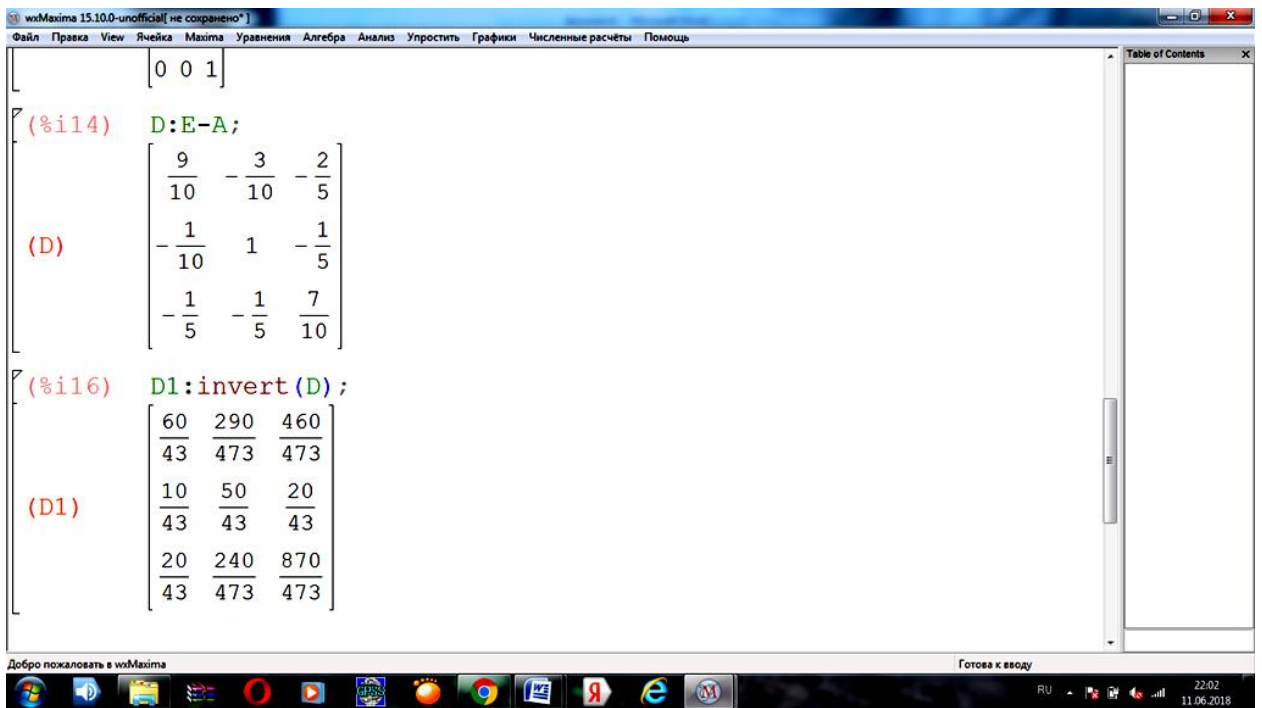 wxMaxima 15.10.0-unofficial[ не сохранено* ]
Файл Правка View Ячейка Maxima Уравнения Алгебра Анализ Упростить Графики Численные расчёты Помощь
Table of Contents x
0 0 1
(%i14) D:E-A;
(D)
9/10 -3/10 -2/5
-1/10 1 -1/5
-1/5 -1/5 7/10
(%i16) D1:invert(D);
(D1)
60/43 290/473 460/473
10/43 50/43 20/43
20/43 240/473 870/473
Добро пожаловать в wxMaxima Готова к вводу
GPSS Я
RU 22:02
11.06.2018